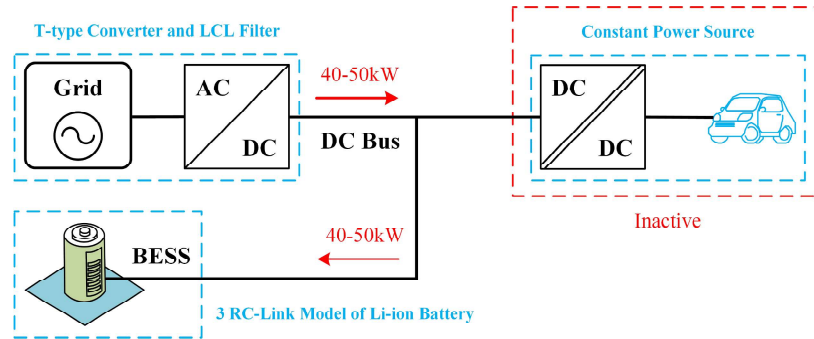 T-type Converter and LCL Filter
Constant Power Source
Grid
AC
DC
40-50kW
DC Bus
DC
DC
Inactive
40-50kW
BESS
3 RC-Link Model of Li-ion Battery